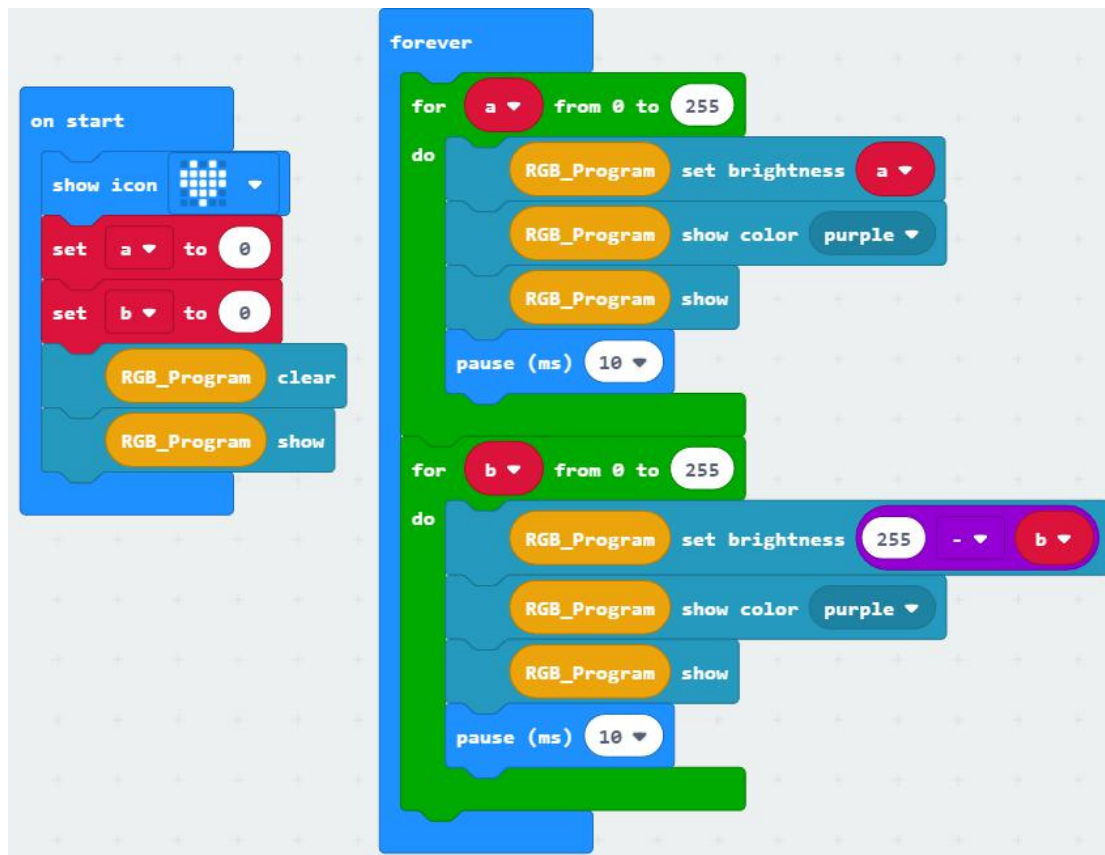 on start
show icon
set a to 0
set b to 0
RGB_Program clear
RGB_Program show
forever
for a from 0 to 255
do
RGB_Program set brightness a
RGB_Program show color purple
RGB_Program show
pause (ms) 10
for b from 0 to 255
do
RGB_Program set brightness 255 - b
RGB_Program show color purple
RGB_Program show
pause (ms) 10